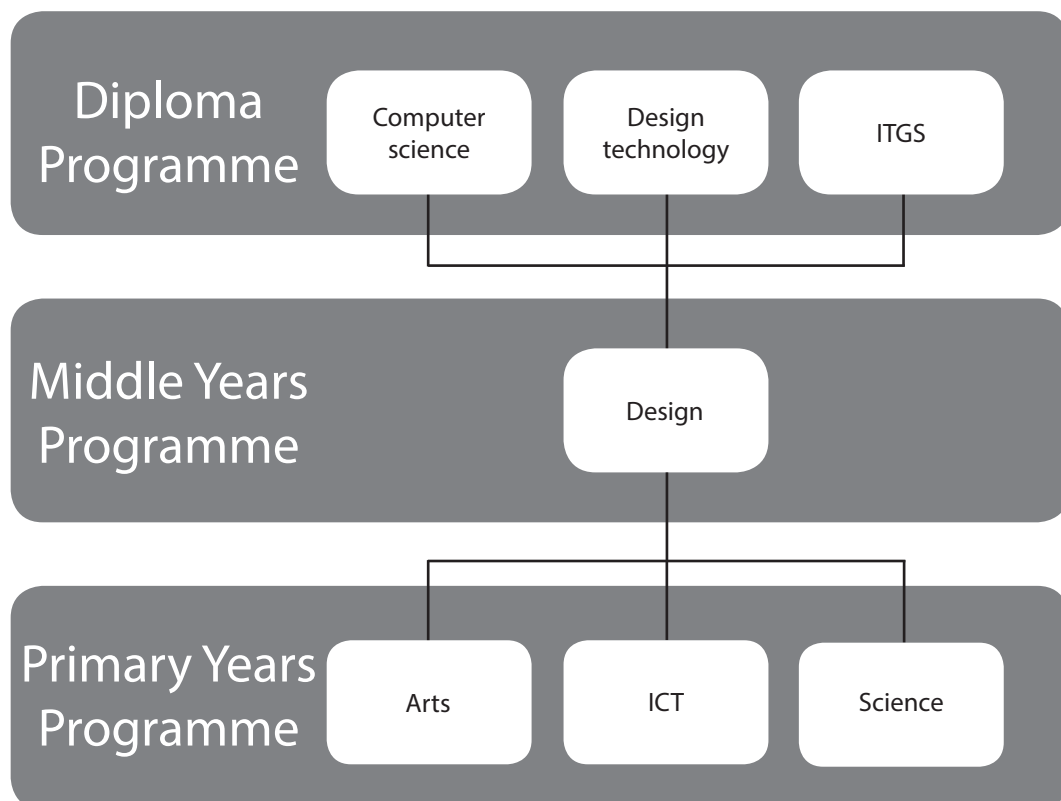 Diploma
Programme
Computer
science
Design
technology
ITGS
Middle Years
Programme
Design
Primary Years
Programme
Arts
ICT
Science